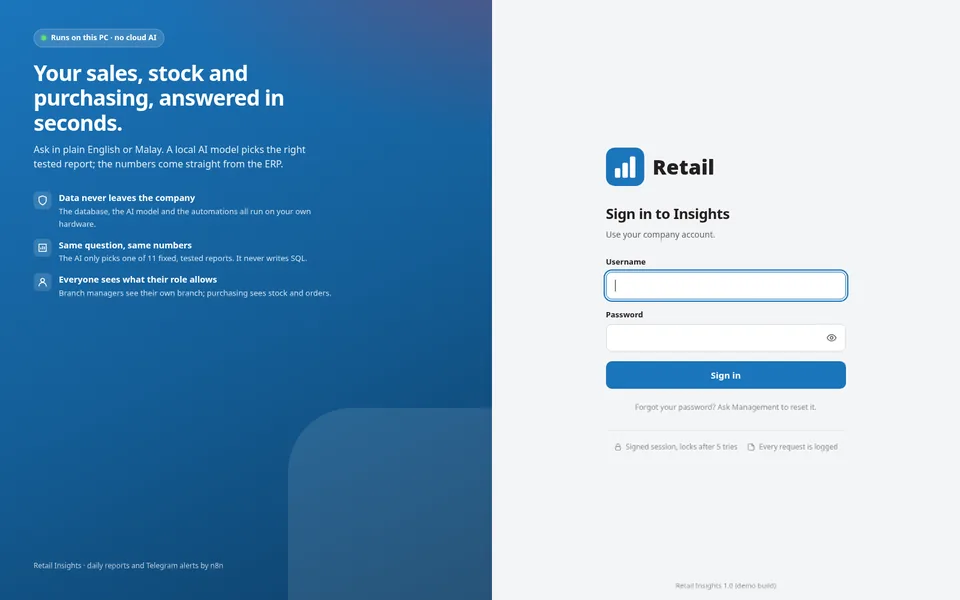 Runs on this PC · no cloud AI
Your sales, stock and
purchasing, answered in
seconds.
Ask in plain English or Malay. A local AI model picks the right
tested report; the numbers come straight from the ERP.
Data never leaves the company
The database, the AI model and the automations all run on your own
hardware.
Same question, same numbers
The AI only picks one of 11 fixed, tested reports. It never writes SQL.
Everyone sees what their role allows
Branch managers see their own branch; purchasing sees stock and orders.
Retail Insights · daily reports and Telegram alerts by n8n
Retail
Sign in to Insights
Use your company account.
Username
Password
Sign in
Forgot your password? Ask Management to reset it.
Signed session, locks after 5 tries Every request is logged
Retail Insights 1.0 (demo build)